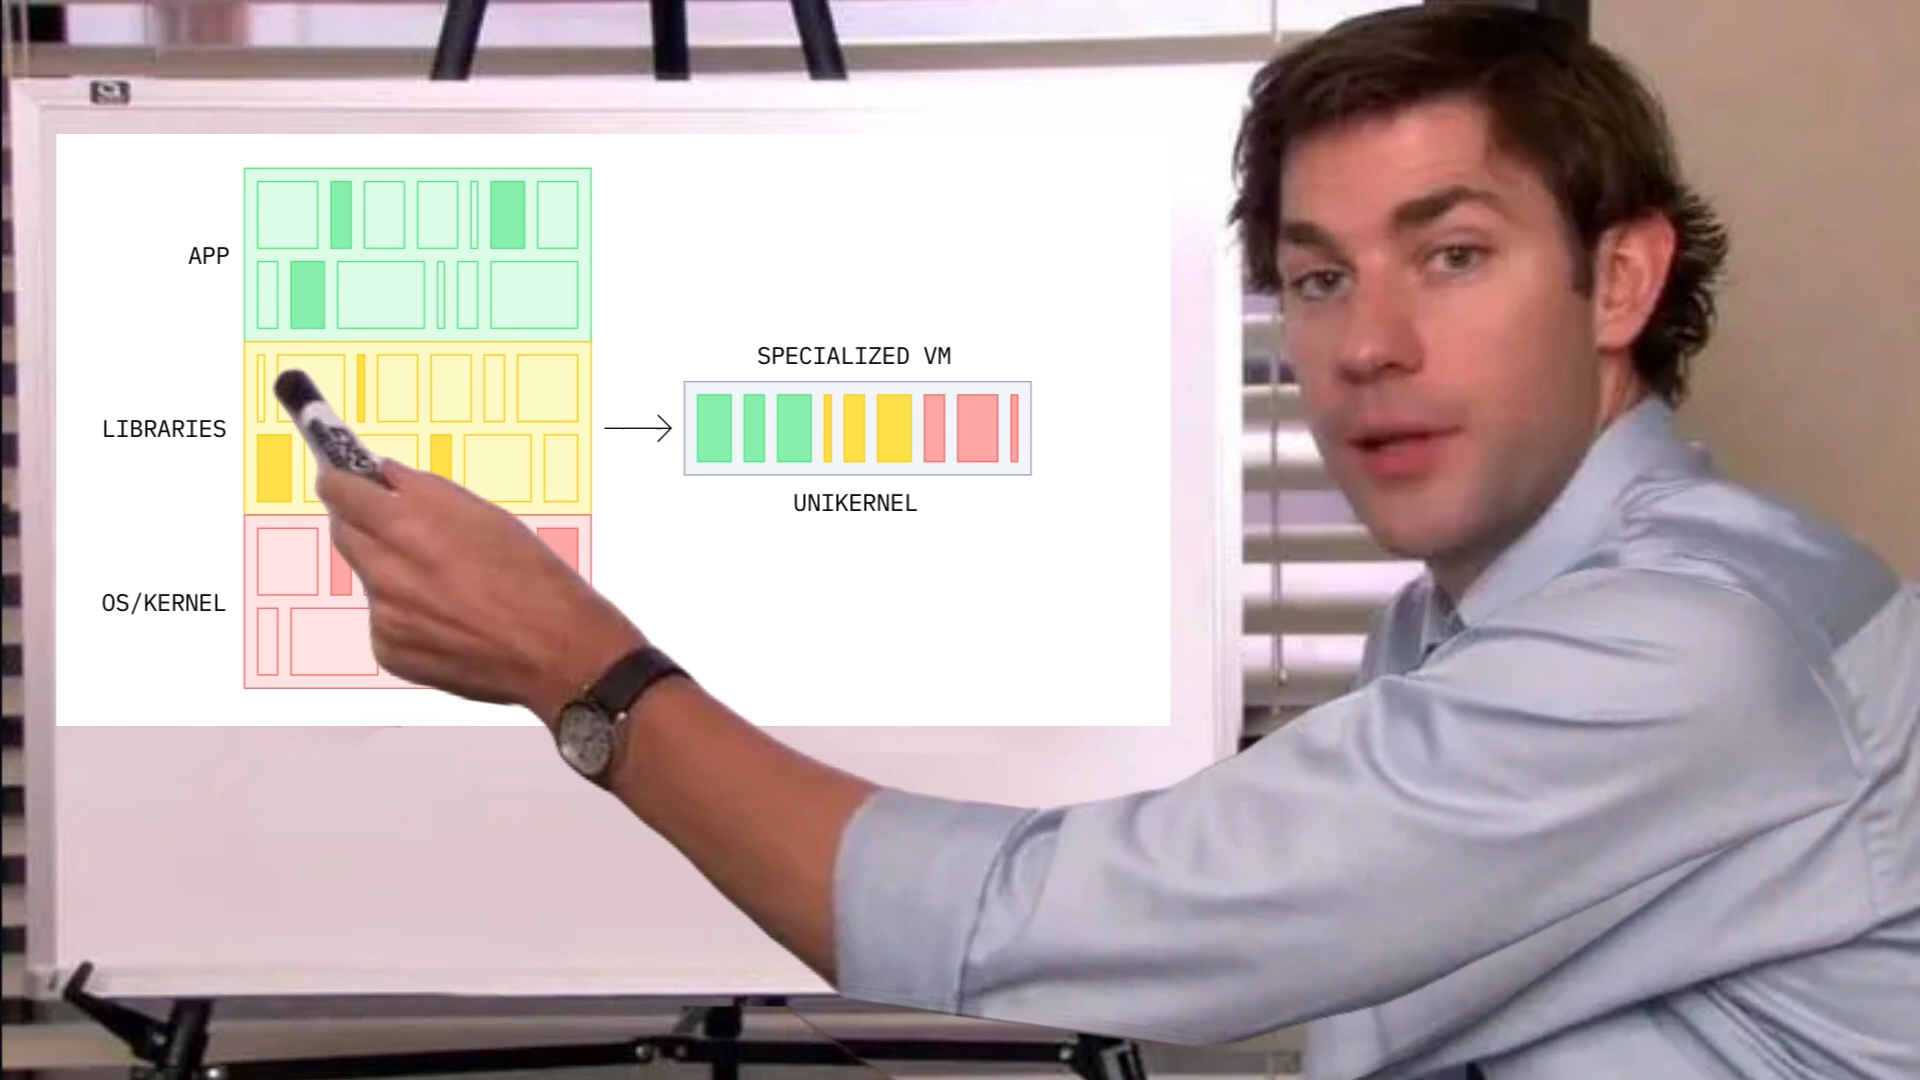 APP
LIBRARIES
OS/KERNEL
SPECIALIZED VM
UNIKERNEL